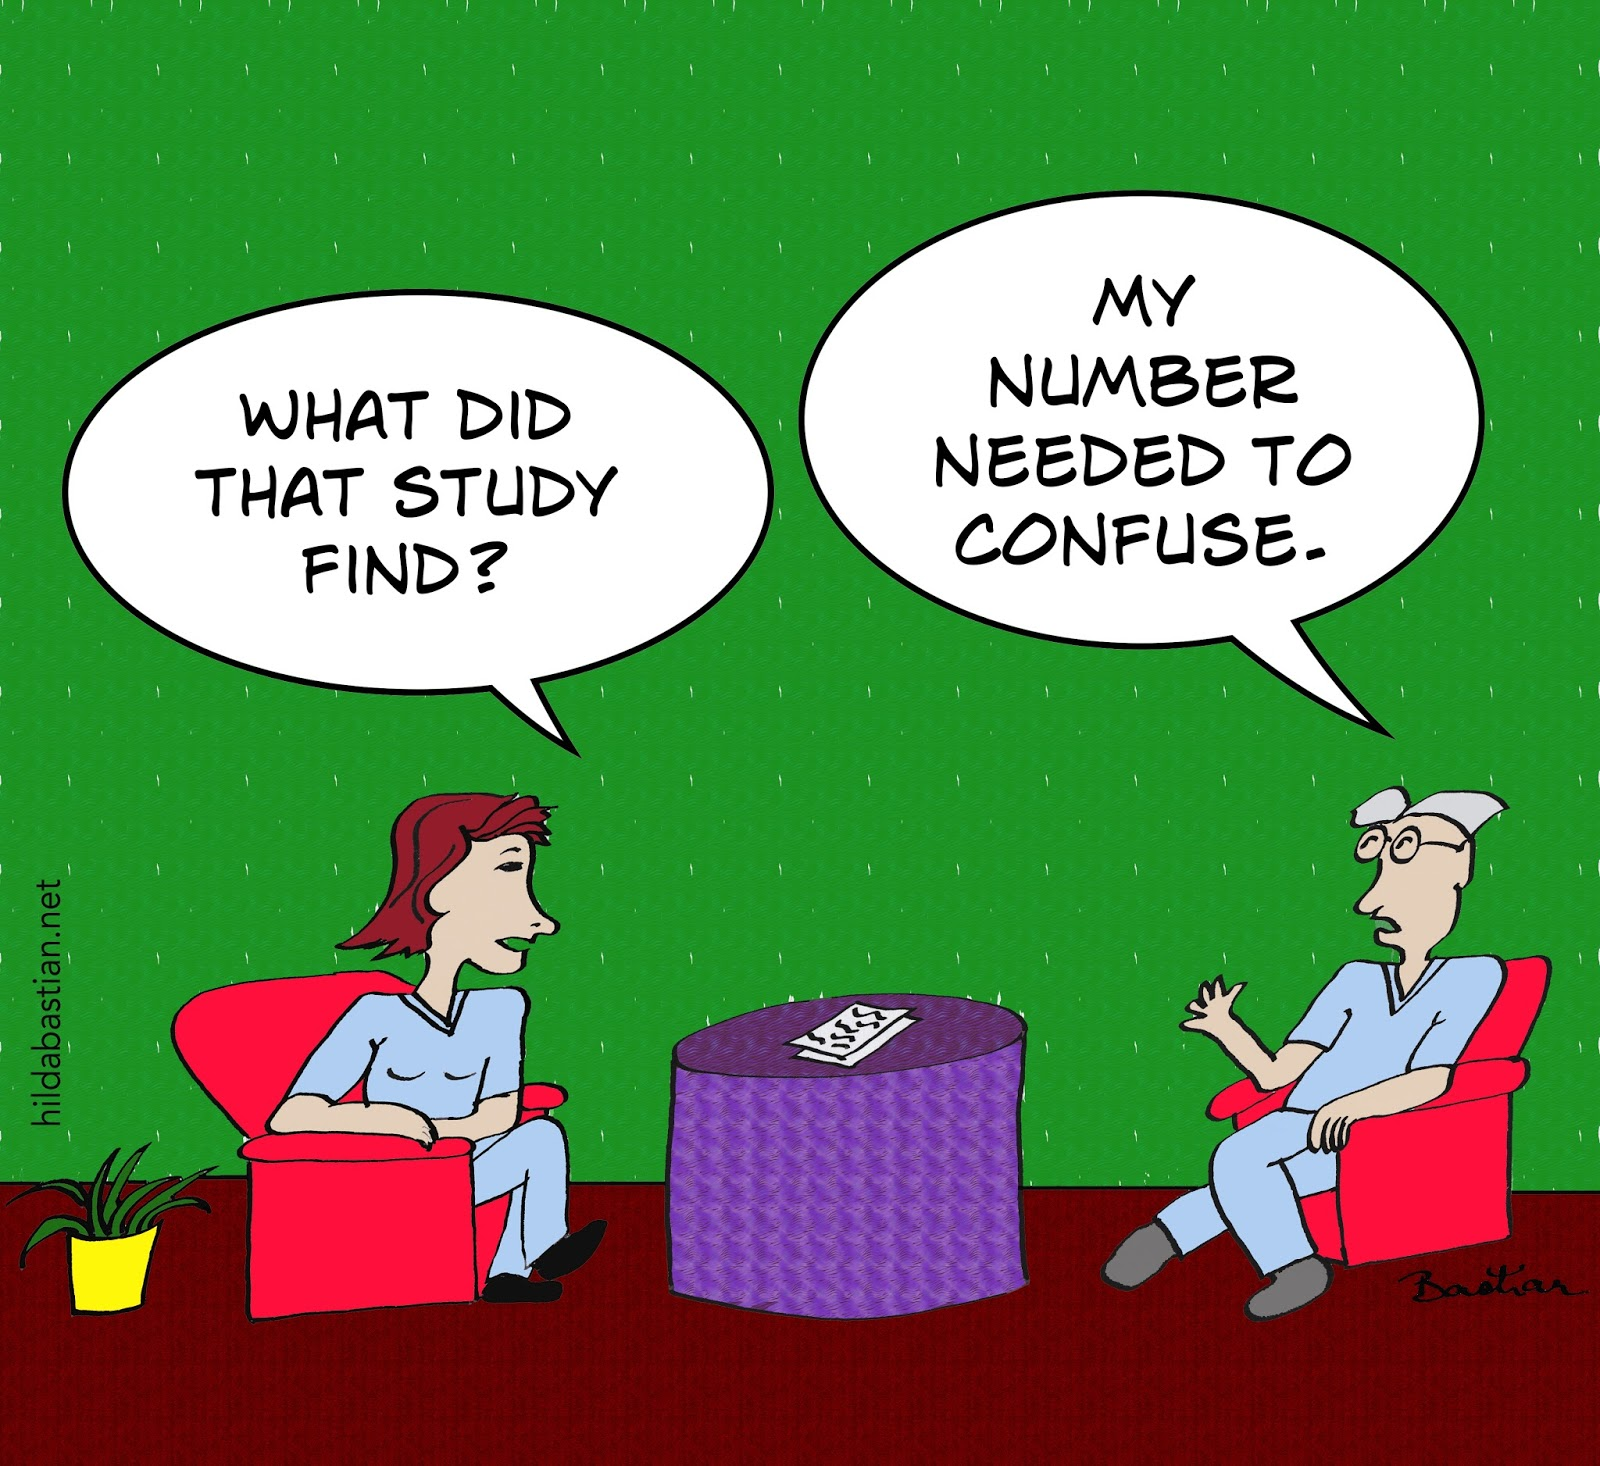 WHAT DID
THAT STUDY
FIND?
MY
NUMBER
NEEDED TO
CONFUSE.
hildabastian.net
Bastian